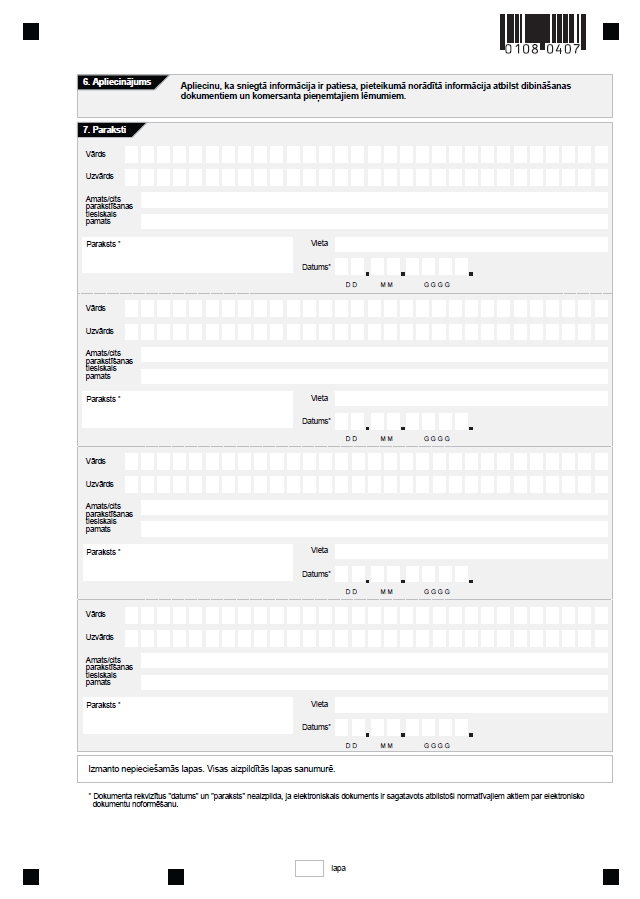 0108 0407
6. Apliecinājums
Apliecinu, ka sniegtā informācija ir patiesa, pieteikumā norādītā informācija atbilst dibināšanas
dokumentiem un komersanta pieņemtajiem lēmumiem.
7. Paraksti
Vārds
Uzvārds
Amats/cits
parakstīšanas
tiesiskais
pamats
Paraksts *
Vieta
Datums*
D D M M G G G G
Vārds
Uzvārds
Amats/cits
parakstīšanas
tiesiskais
pamats
Paraksts *
Vieta
Datums*
D D M M G G G G
Vārds
Uzvārds
Amats/cits
parakstīšanas
tiesiskais
pamats
Paraksts *
Vieta
Datums*
D D M M G G G G
Vārds
Uzvārds
Amats/cits
parakstīšanas
tiesiskais
pamats
Paraksts *
Vieta
Datums*
D D M M G G G G
Izmanto nepieciešamās lapas. Visas aizpildītās lapas sanumurē.
* Dokumenta rekvizītus "datums" un "paraksts" neaizpilda, ja elektroniskais dokuments ir sagatavots atbilstoši normatīvajiem aktiem par elektronisko
dokumentu noformēšanu.
lapa